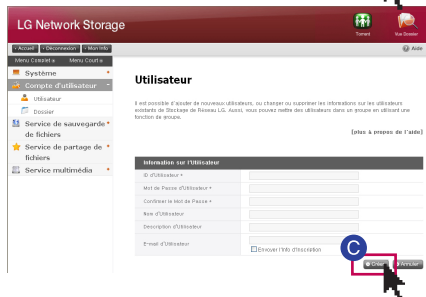 LG Network Storage
Torrent
Vue Dossier
Accueil
Déconnexion
Mon Info
Aide
Menu Complet
Menu Court
Système
Compte d'utilisateur
Utilisateur
Dossier
Service de sauvegarde de fichiers
Service de partage de fichiers
Service multimédia
Utilisateur
Il est possible d'ajouter de nouveaux utilisateurs, ou changer ou supprimer les informations sur les utilisateurs
existants de Stockage de Réseau LG. Aussi, vous pouvez mettre des utilisateurs dans un groupe en utilisant une
fonction de groupe.
[plus à propos de l'aide]
Information sur l'Utilisateur
ID d'Utilisateur
Mot de Passe d'Utilisateur
Confirmer le Mot de Passe
Nom d'Utilisateur
Description d'Utilisateur
E-mail d'Utilisateur
Envoyer l'Info d'Inscription
C
Créer
Annuler